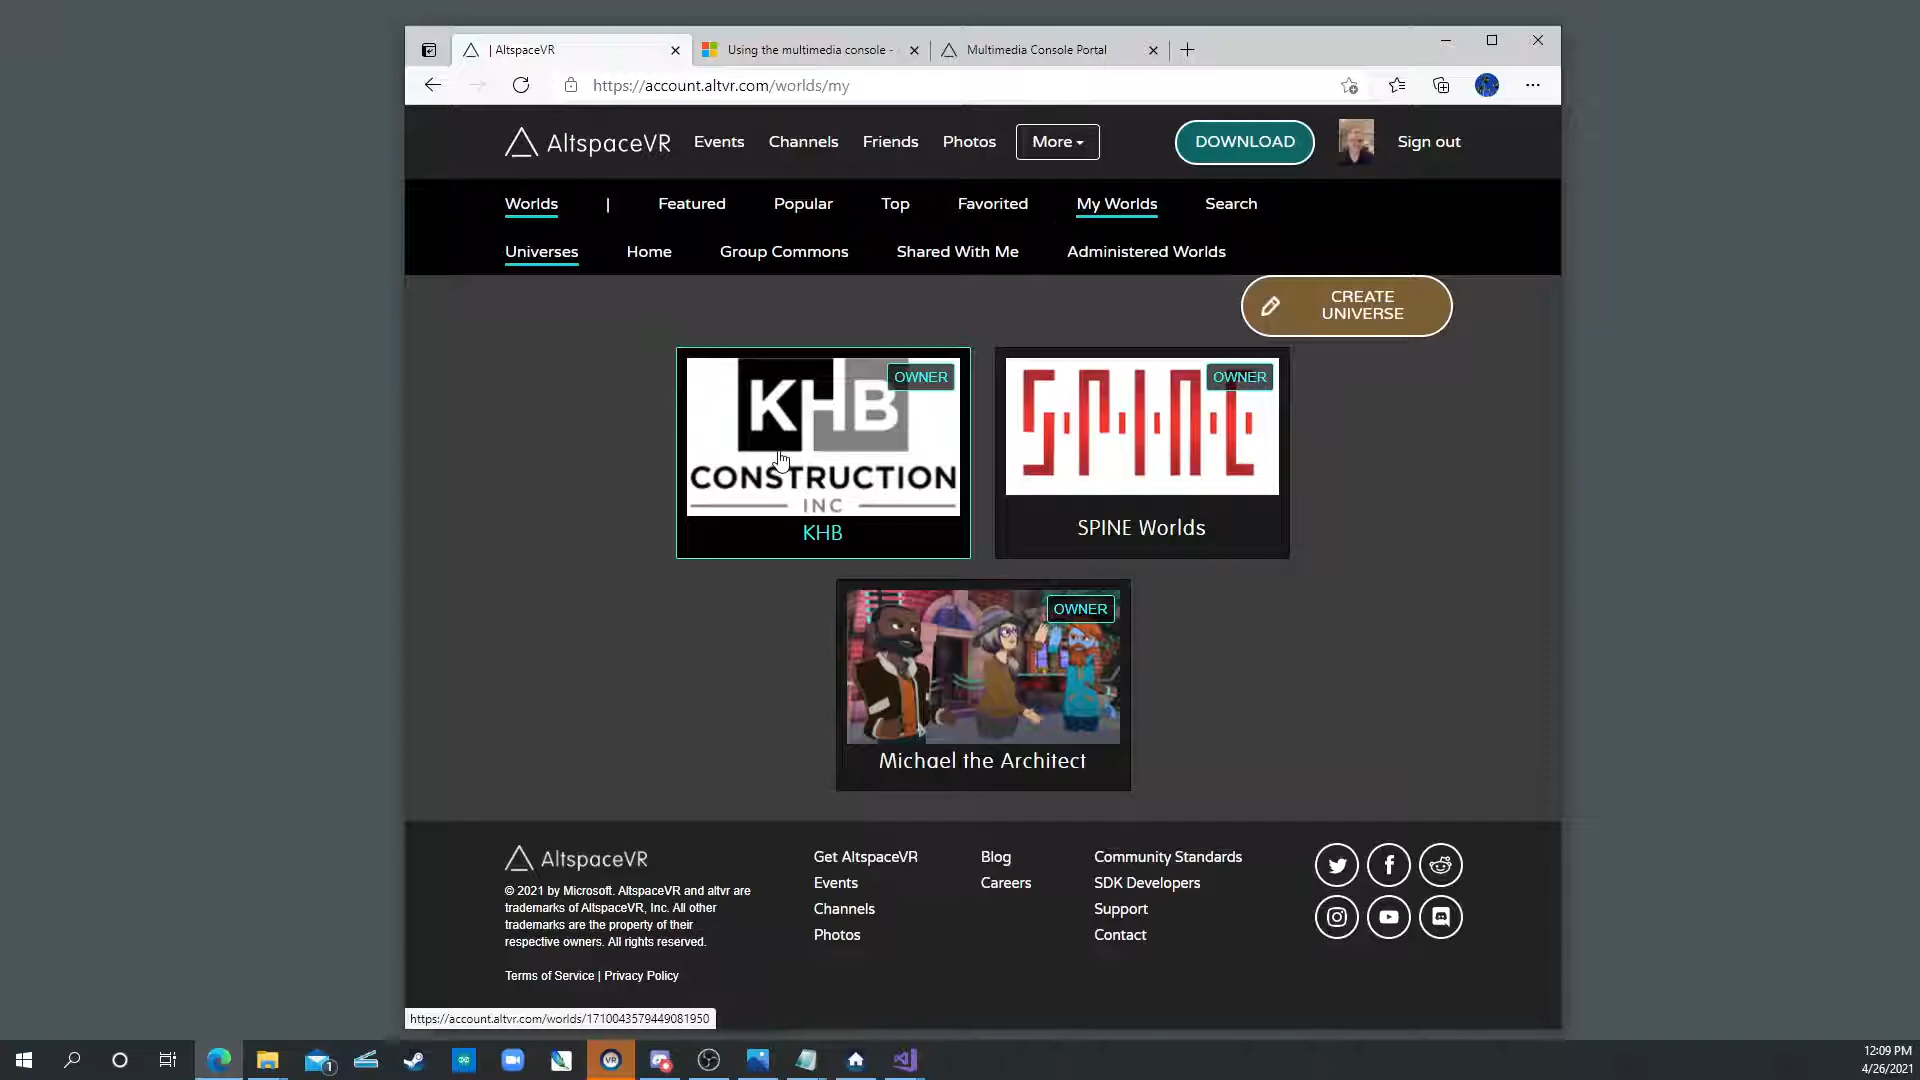 | AltspaceVR
Using the multimedia console -
Multimedia Console Portal
https://account.altvr.com/worlds/my
AltspaceVR
Events
Channels
Friends
Photos
More
DOWNLOAD
Sign out
Worlds
|
Featured
Popular
Top
Favorited
My Worlds
Search
Universes
Home
Group Commons
Shared With Me
Administered Worlds
CREATE
UNIVERSE
OWNER
KHB
CONSTRUCTION
INC
KHB
OWNER
SPINE
SPINE Worlds
OWNER
Michael the Architect
AltspaceVR
© 2021 by Microsoft. AltspaceVR and altvr are
trademarks of AltspaceVR, Inc. All other
trademarks are the property of their
respective owners. All rights reserved.
Terms of Service | Privacy Policy
Get AltspaceVR
Events
Channels
Photos
Blog
Careers
Community Standards
SDK Developers
Support
Contact
https://account.altvr.com/worlds/1710043579449081950
1
VR
12:09 PM
4/26/2021